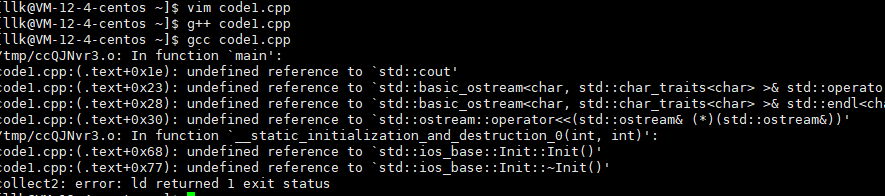 [llk@VM-12-4-centos ~]$ vim code1.cpp
[llk@VM-12-4-centos ~]$ g++ code1.cpp
[llk@VM-12-4-centos ~]$ gcc code1.cpp
/tmp/ccQJNvr3.o: In function `main':
code1.cpp:(.text+0x1e): undefined reference to `std::cout'
code1.cpp:(.text+0x23): undefined reference to `std::basic_ostream<char, std::char_traits<char> >& std::operato
code1.cpp:(.text+0x28): undefined reference to `std::basic_ostream<char, std::char_traits<char> >& std::endl<ch
code1.cpp:(.text+0x30): undefined reference to `std::ostream::operator<<(std::ostream& (*)(std::ostream&))'
/tmp/ccQJNvr3.o: In function `__static_initialization_and_destruction_0(int, int)':
code1.cpp:(.text+0x68): undefined reference to `std::ios_base::Init::Init()'
code1.cpp:(.text+0x77): undefined reference to `std::ios_base::Init::~Init()'
collect2: error: ld returned 1 exit status